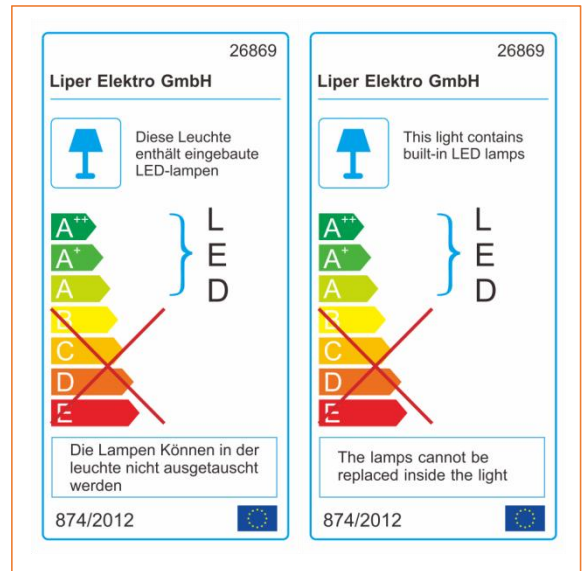 26869
Liper Elektro GmbH
Diese Leuchte
enthält eingebaute
LED-lampen
A++
A+
A
B
C
D
E
L
E
D
Die Lampen Können in der
leuchte nicht ausgetauscht
werden
874/2012
26869
Liper Elektro GmbH
This light contains
built-in LED lamps
A++
A+
A
B
C
D
E
L
E
D
The lamps cannot be
replaced inside the light
874/2012